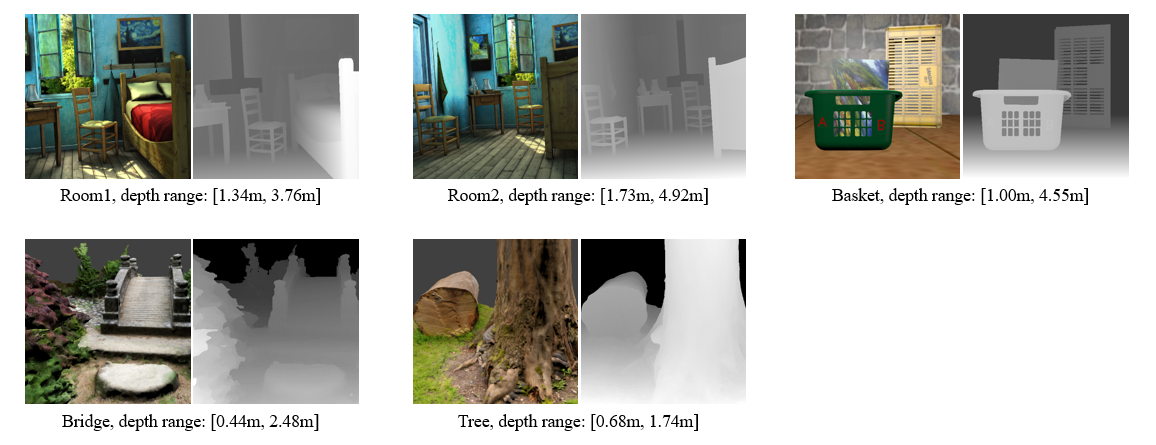 A B
Room1, depth range: [1.34m, 3.76m]
Room2, depth range: [1.73m, 4.92m]
Basket, depth range: [1.00m, 4.55m]
Bridge, depth range: [0.44m, 2.48m]
Tree, depth range: [0.68m, 1.74m]